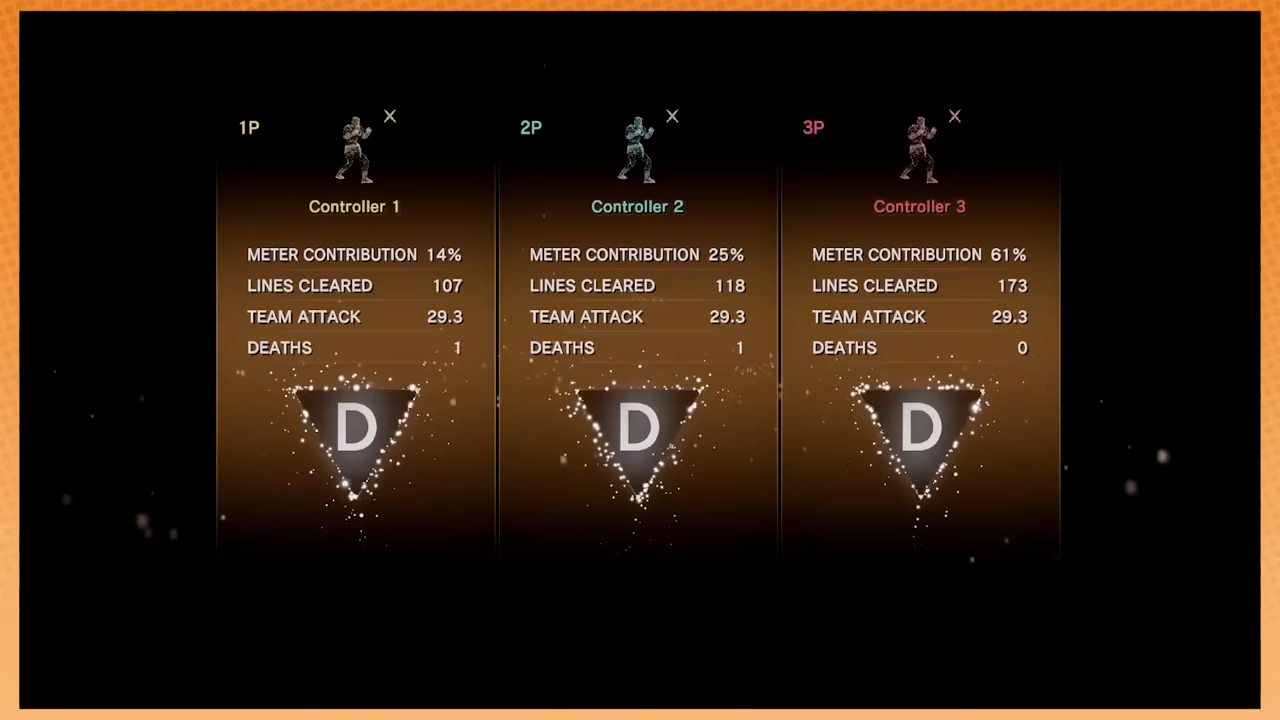 1P
Controller 1
METER CONTRIBUTION 14%
LINES CLEARED 107
TEAM ATTACK 29.3
DEATHS 1
D
2P
Controller 2
METER CONTRIBUTION 25%
LINES CLEARED 118
TEAM ATTACK 29.3
DEATHS 1
D
3P
Controller 3
METER CONTRIBUTION 61%
LINES CLEARED 173
TEAM ATTACK 29.3
DEATHS 0
D